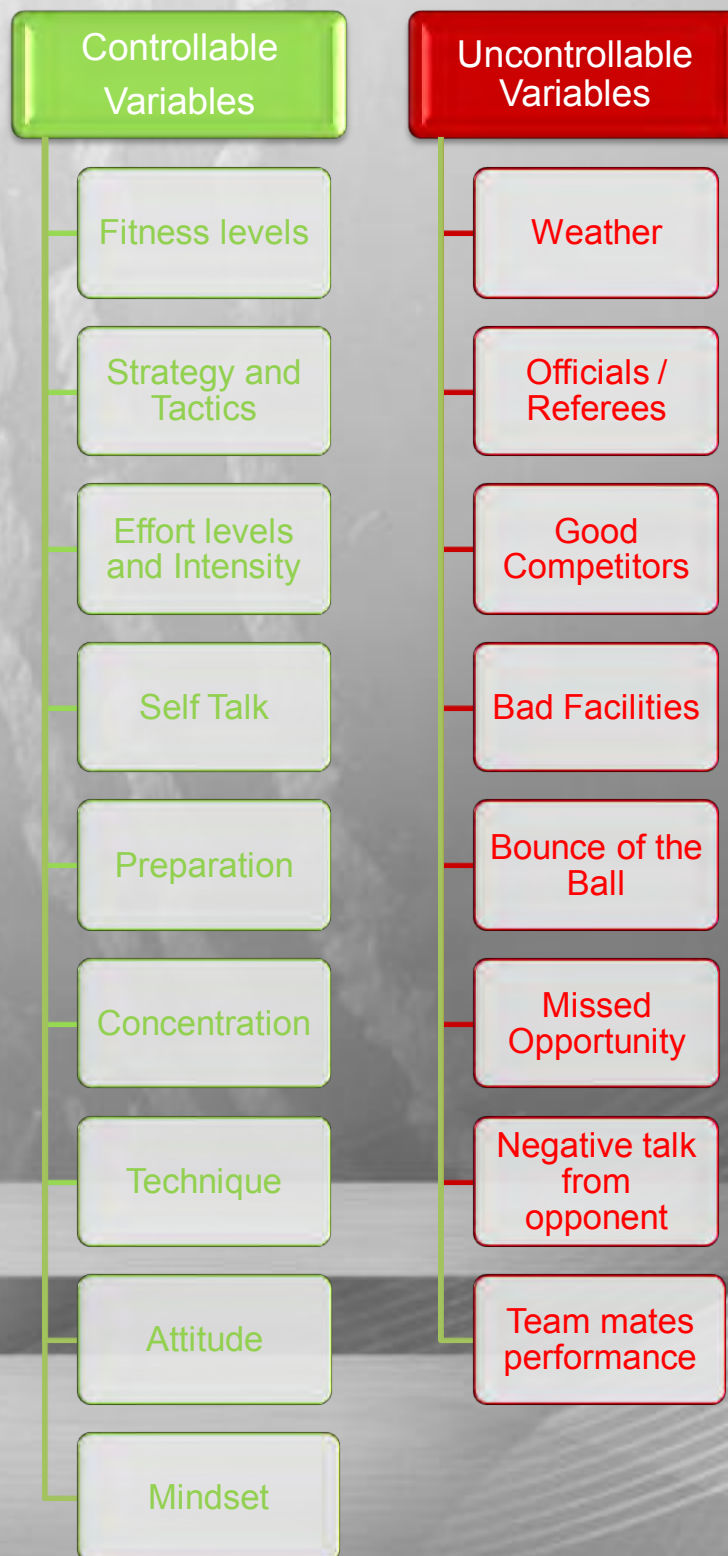 Controllable
Variables
Fitness levels
Strategy and
Tactics
Effort levels
and Intensity
Self Talk
Preparation
Concentration
Technique
Attitude
Mindset
Uncontrollable
Variables
Weather
Officials /
Referees
Good
Competitors
Bad Facilities
Bounce of the
Ball
Missed
Opportunity
Negative talk
from
opponent
Team mates
performance